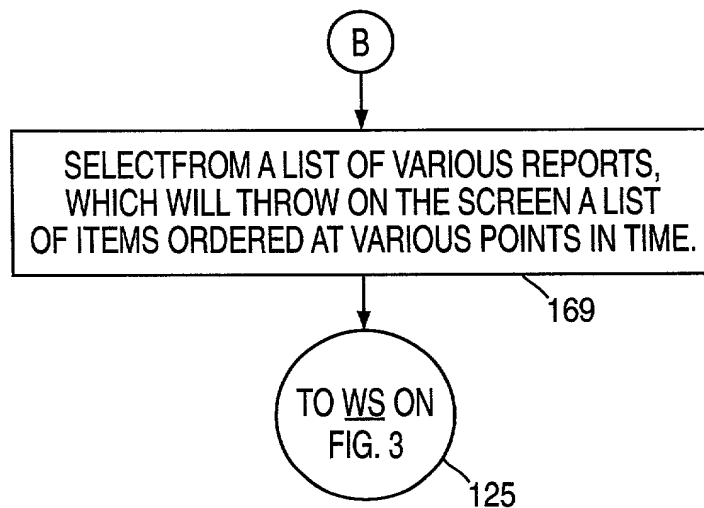 B
SELECTFROM A LIST OF VARIOUS REPORTS,
WHICH WILL THROW ON THE SCREEN A LIST
OF ITEMS ORDERED AT VARIOUS POINTS IN TIME.
169
TO WS ON
FIG. 3
125